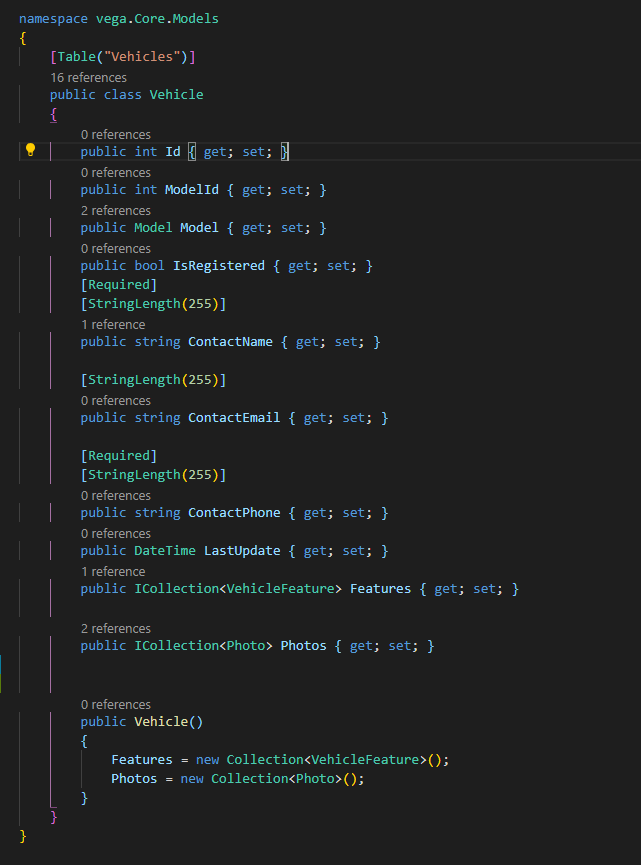 namespace vega.Core.Models
{
[Table("Vehicles")]
16 references
public class Vehicle
{
0 references
public int Id { get; set; }
0 references
public int ModelId { get; set; }
2 references
public Model Model { get; set; }
0 references
public bool IsRegistered { get; set; }
[Required]
[StringLength(255)]
1 reference
public string ContactName { get; set; }
[StringLength(255)]
0 references
public string ContactEmail { get; set; }
[Required]
[StringLength(255)]
0 references
public string ContactPhone { get; set; }
0 references
public DateTime LastUpdate { get; set; }
1 reference
public ICollection<VehicleFeature> Features { get; set; }
2 references
public ICollection<Photo> Photos { get; set; }
0 references
public Vehicle()
{
Features = new Collection<VehicleFeature>();
Photos = new Collection<Photo>();
}
}
}